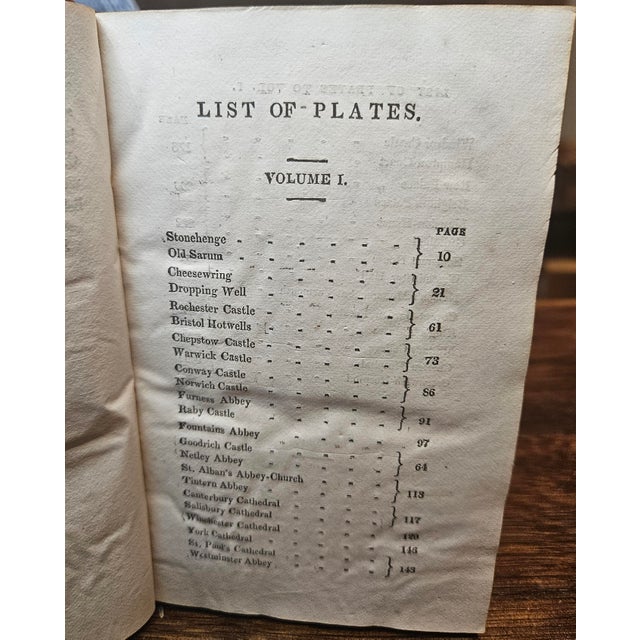 LIST OF PLATES.
VOLUME I.
PAGE
Stonehenge
Old Sarum } 10
Cheesewring
Dropping Well } 21
Rochester Castle
Bristol Hotwells } 61
Chepstow Castle
Warwick Castle } 73
Conway Castle
Norwich Castle } 86
Furness Abbey
Raby Castle } 91
Fountains Abbey 97
Goodrich Castle
Netley Abbey } 64
St. Alban's Abbey-Church
Tintern Abbey } 113
Canterbury Cathedral
Salisbury Cathedral } 117
Winchester Cathedral 120
York Cathedral 143
St. Paul's Cathedral
Westminster Abbey } 143